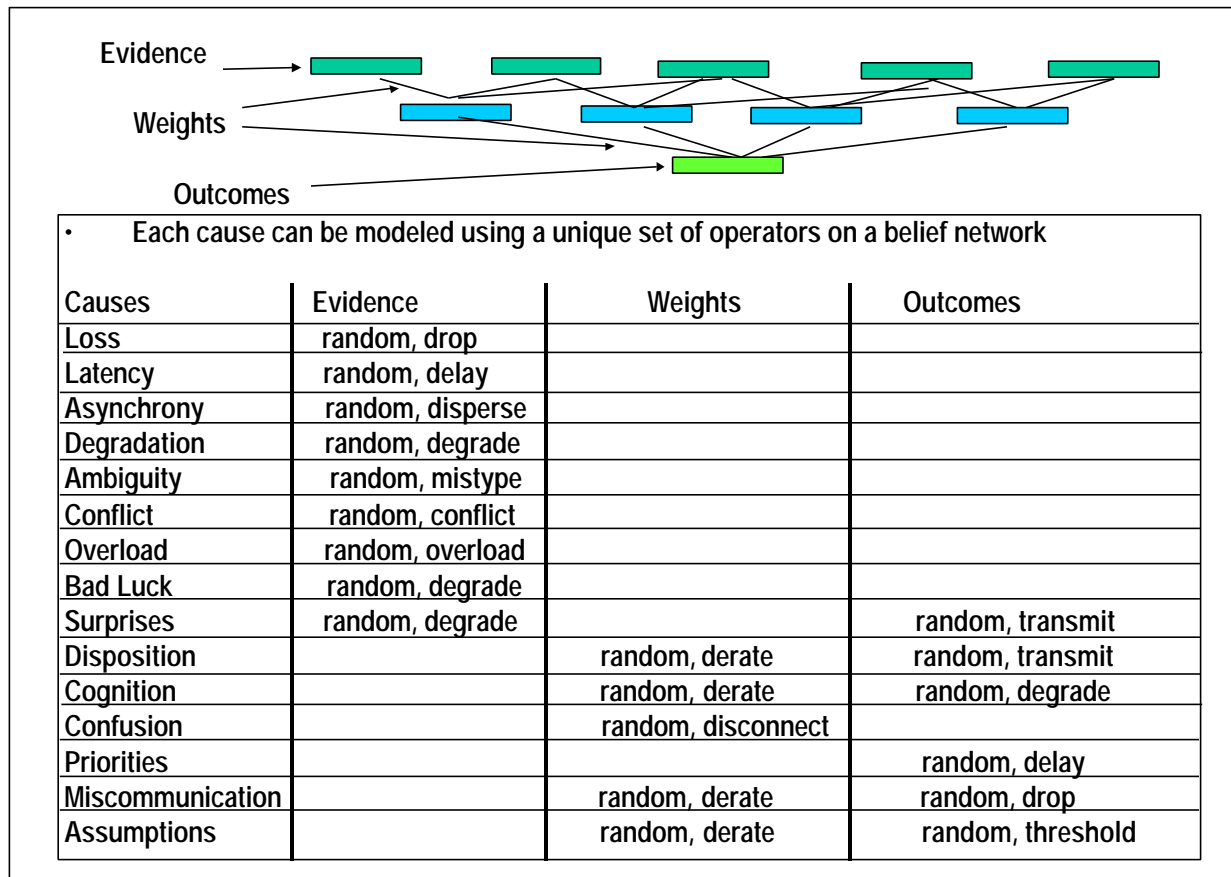 Evidence
Weights
Outcomes
• Each cause can be modeled using a unique set of operators on a belief network
Causes Evidence Weights Outcomes
Loss random, drop
Latency random, delay
Asynchrony random, disperse
Degradation random, degrade
Ambiguity random, mistype
Conflict random, conflict
Overload random, overload
Bad Luck random, degrade
Surprises random, degrade random, transmit
Disposition random, derate random, transmit
Cognition random, derate random, degrade
Confusion random, disconnect
Priorities random, delay
Miscommunication random, derate random, drop
Assumptions random, derate random, threshold